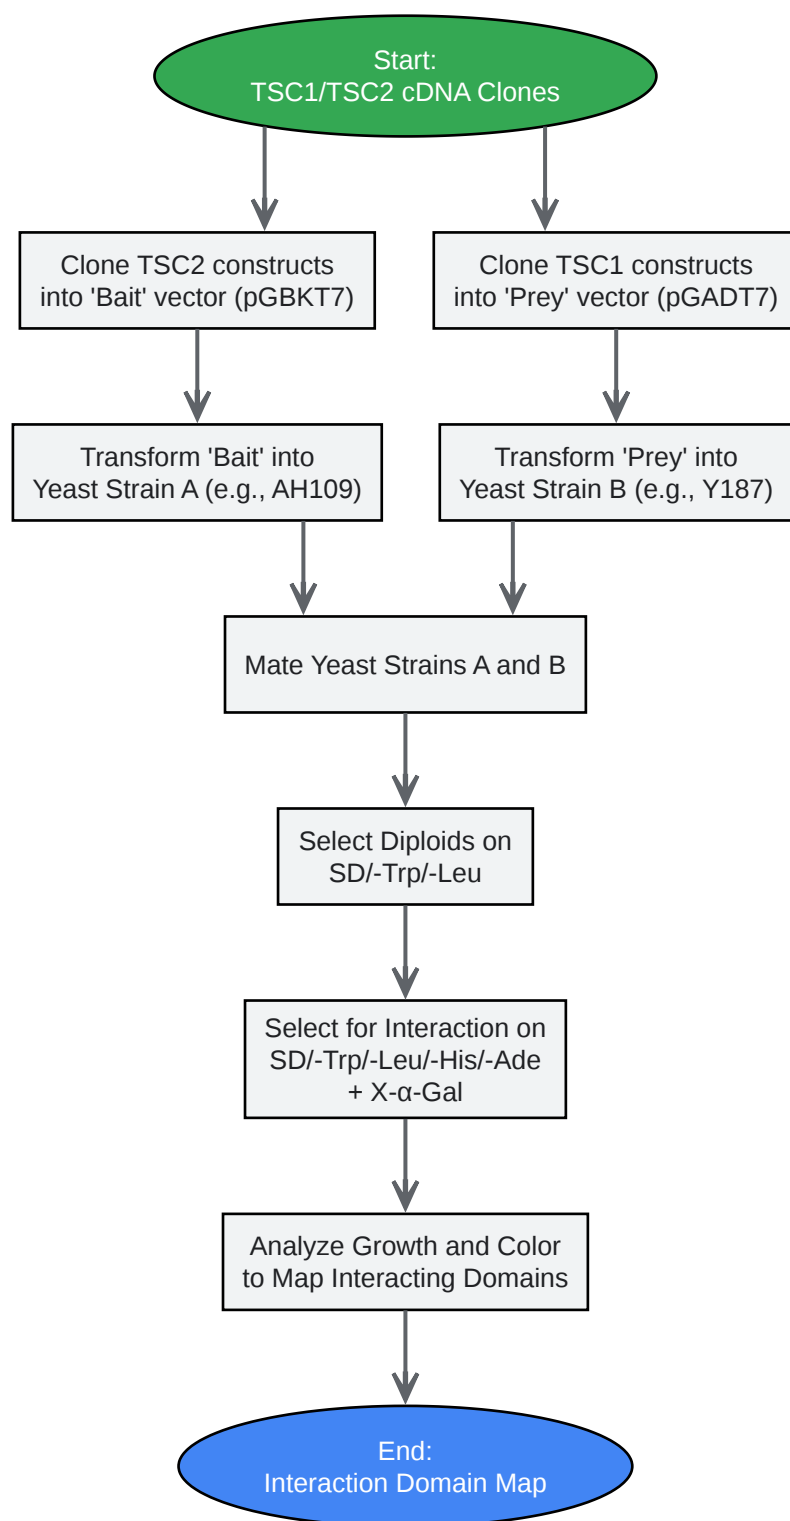 Start:
TSC1/TSC2 cDNA Clones
Clone TSC2 constructs
into 'Bait' vector (pGBKT7)
Clone TSC1 constructs
into 'Prey' vector (pGADT7)
Transform 'Bait' into
Yeast Strain A (e.g., AH109)
Transform 'Prey' into
Yeast Strain B (e.g., Y187)
Mate Yeast Strains A and B
Select Diploids on
SD/-Trp/-Leu
Select for Interaction on
SD/-Trp/-Leu/-His/-Ade
+ X-α-Gal
Analyze Growth and Color
to Map Interacting Domains
End:
Interaction Domain Map